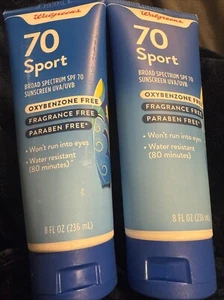 Walgreens
70
Sport
BROAD SPECTRUM SPF 70
SUNSCREEN UVA/UVB
OXYBENZONE FREE
FRAGRANCE FREE
PARABEN FREE*
• Won't run into eyes
• Water resistant
(80 minutes)
8 FL OZ (236 mL)
Walgreens
70
Sport
BROAD SPECTRUM SPF 70
SUNSCREEN UVA/UVB
OXYBENZONE FREE
FRAGRANCE FREE
PARABEN FREE*
• Won't run into eyes
• Water resistant
(80 minutes)
8 FL OZ (236 mL)